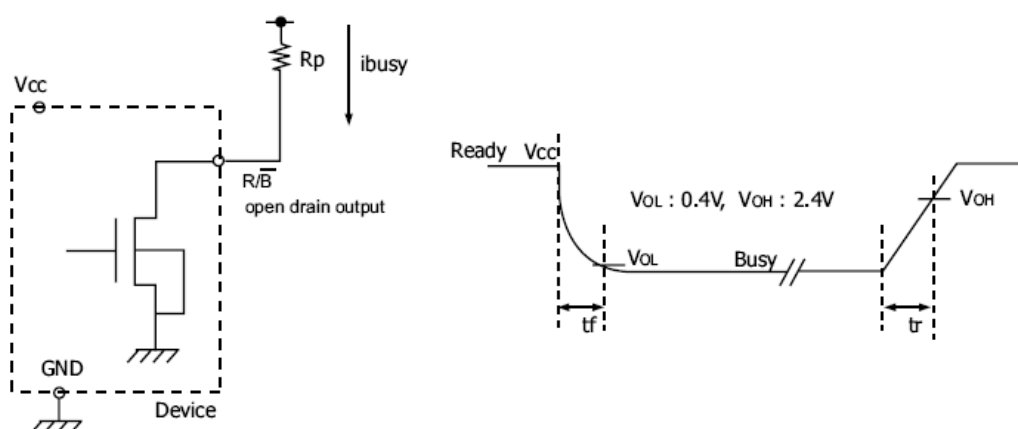 Rp
ibusy
Vcc
R/B̅
open drain output
GND
Device
Ready Vcc
VOL : 0.4V, VOH : 2.4V
VOH
VOL
Busy
tf
tr